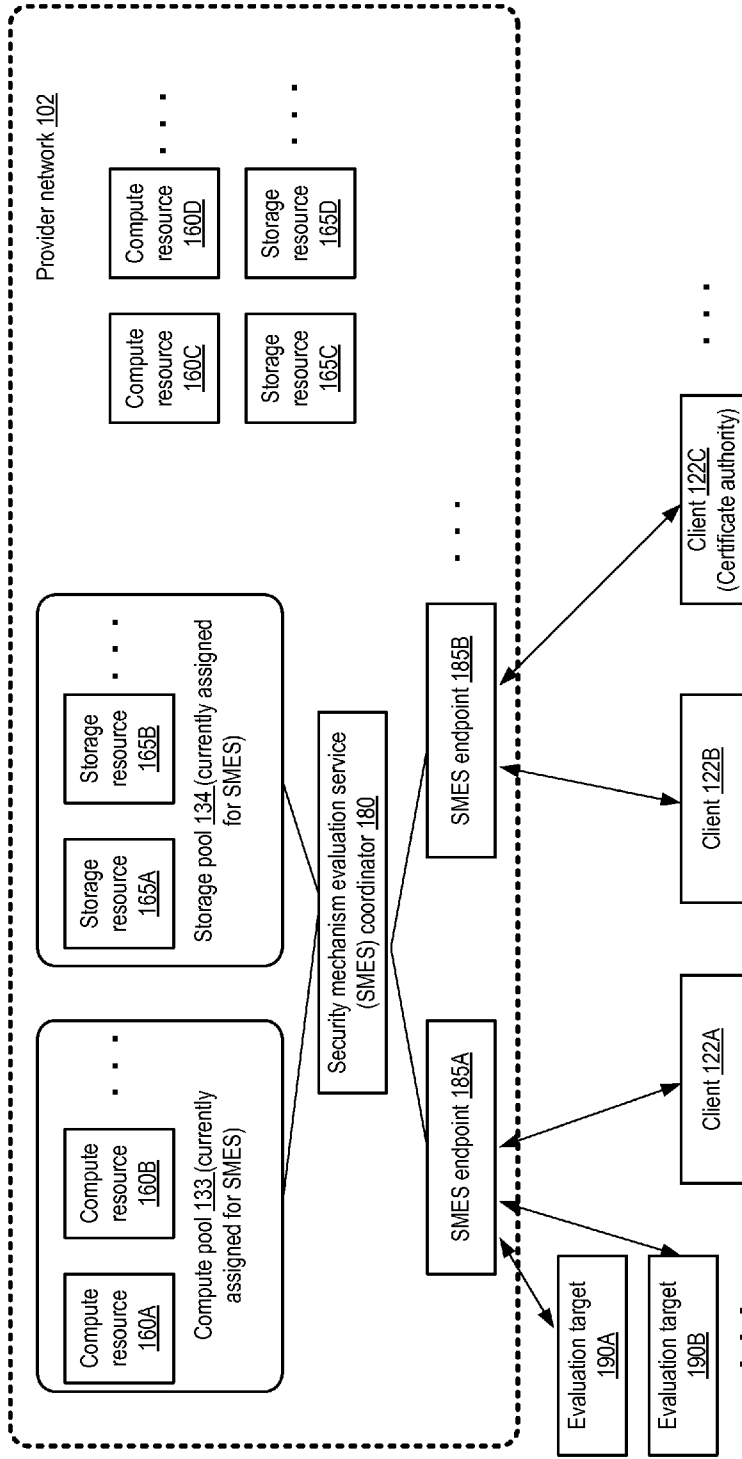 Provider network 102
Compute
resource
160A
Compute
resource
160B
. . .
Compute pool 133 (currently
assigned for SMES)
Storage
resource
165A
Storage
resource
165B
. . .
Storage pool 134 (currently assigned
for SMES)
Compute
resource
160C
Compute
resource
160D
. . .
Storage
resource
165C
Storage
resource
165D
. . .
Security mechanism evaluation service
(SMES) coordinator 180
SMES endpoint 185A
SMES endpoint 185B
. . .
Evaluation target
190A
Evaluation target
190B
. . .
Client 122A
Client 122B
Client 122C
(Certificate authority)
. . .